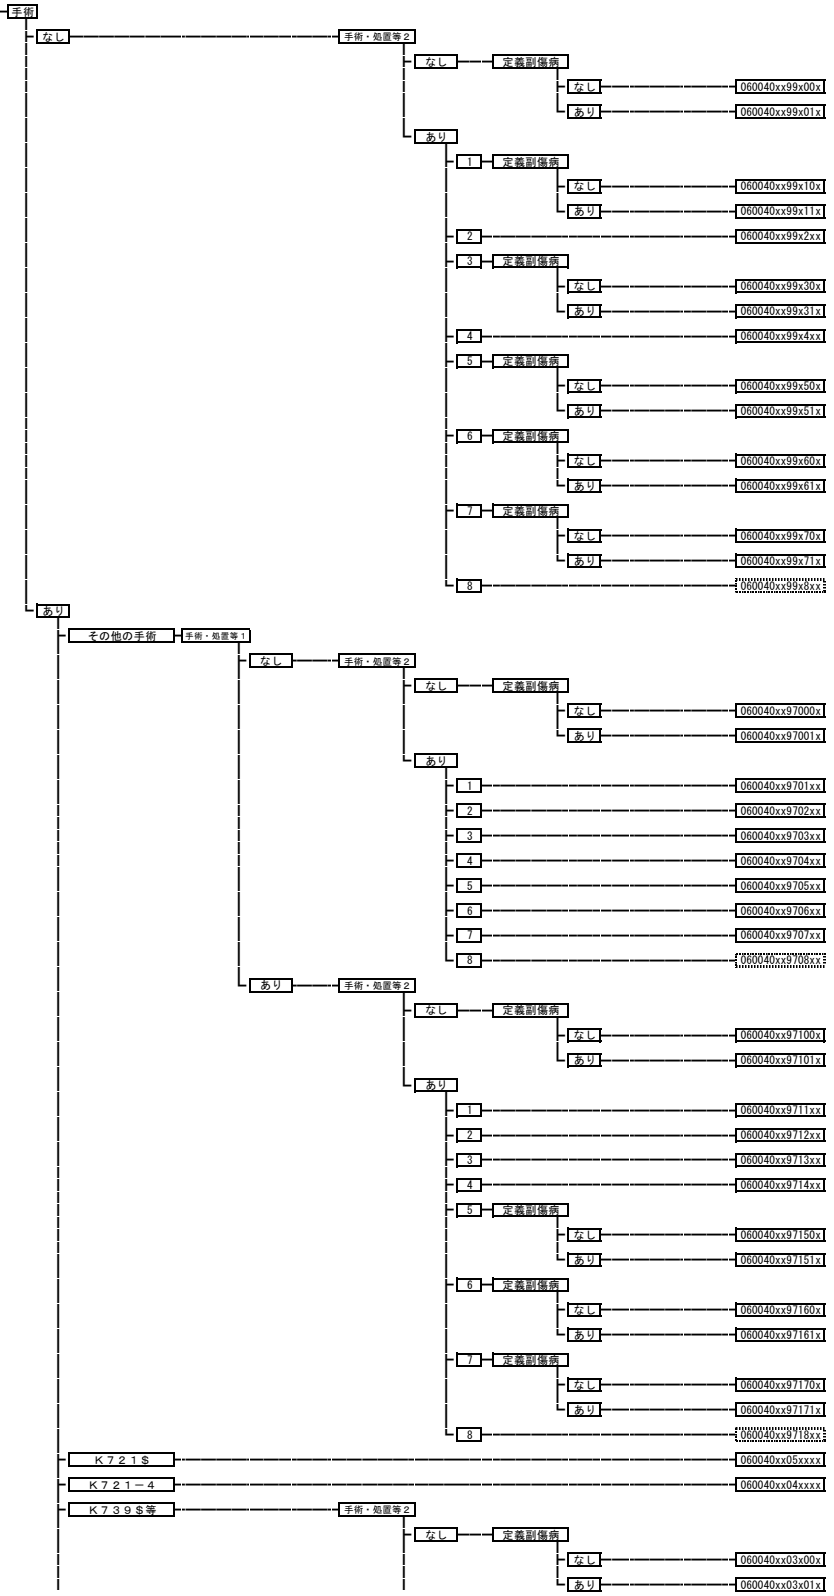 手術
なし 手術・処置等2
なし 定義副傷病
なし 060040xx99x00x
あり 060040xx99x01x
あり
1 定義副傷病
なし 060040xx99x10x
あり 060040xx99x11x
2 060040xx99x2xx
3 定義副傷病
なし 060040xx99x30x
あり 060040xx99x31x
4 060040xx99x4xx
5 定義副傷病
なし 060040xx99x50x
あり 060040xx99x51x
6 定義副傷病
なし 060040xx99x60x
あり 060040xx99x61x
7 定義副傷病
なし 060040xx99x70x
あり 060040xx99x71x
8 060040xx99x8xx
あり
その他の手術 手術・処置等1
なし 手術・処置等2
なし 定義副傷病
なし 060040xx97000x
あり 060040xx97001x
あり
1 060040xx9701xx
2 060040xx9702xx
3 060040xx9703xx
4 060040xx9704xx
5 060040xx9705xx
6 060040xx9706xx
7 060040xx9707xx
8 060040xx9708xx
あり 手術・処置等2
なし 定義副傷病
なし 060040xx97100x
あり 060040xx97101x
あり
1 060040xx9711xx
2 060040xx9712xx
3 060040xx9713xx
4 060040xx9714xx
5 定義副傷病
なし 060040xx97150x
あり 060040xx97151x
6 定義副傷病
なし 060040xx97160x
あり 060040xx97161x
7 定義副傷病
なし 060040xx97170x
あり 060040xx97171x
8 060040xx9718xx
K721$ 060040xx05xxxx
K721-4 060040xx04xxxx
K739$等 手術・処置等2
なし 定義副傷病
なし 060040xx03x00x
あり 060040xx03x01x